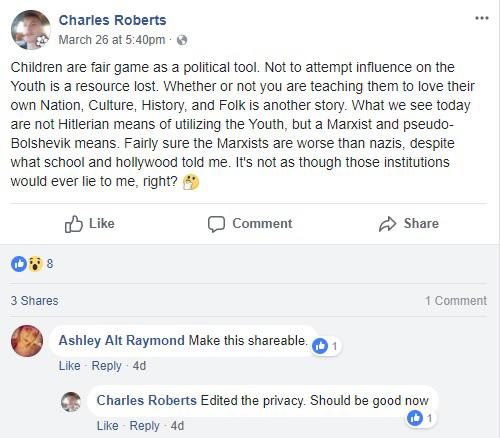 Charles Roberts
March 26 at 5:40pm ·
Children are fair game as a political tool. Not to attempt influence on the
Youth is a resource lost. Whether or not you are teaching them to love their
own Nation, Culture, History, and Folk is another story. What we see today
are not Hitlerian means of utilizing the Youth, but a Marxist and pseudo-
Bolshevik means. Fairly sure the Marxists are worse than nazis, despite
what school and hollywood told me. It's not as though those institutions
would ever lie to me, right? 🤔
Like Comment Share
8
3 Shares 1 Comment
Ashley Alt Raymond Make this shareable.
1
Like · Reply · 4d
Charles Roberts Edited the privacy. Should be good now
1
Like · Reply · 4d